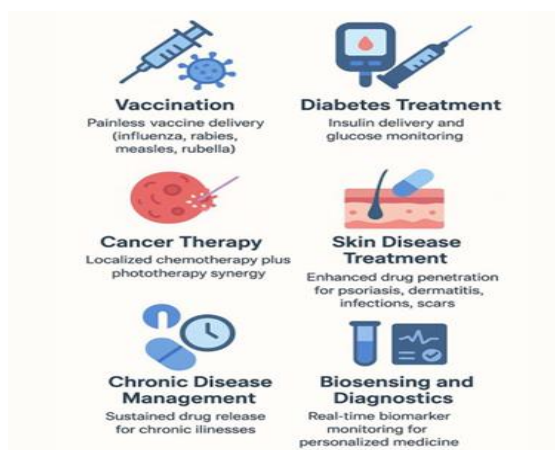 Vaccination
Painless vaccine delivery
(influenza, rabies,
measles, rubella)
Diabetes Treatment
Insulin delivery and
glucose monitoring
Cancer Therapy
Localized chemotherapy plus
phototherapy synergy
Skin Disease
Treatment
Enhanced drug penetration
for psoriasis, dermatitis,
infections, scars
Chronic Disease
Management
Sustained drug release
for chronic ilinesses
Biosensing and
Diagnostics
Real-time biomarker
monitoring for
personalized medicine